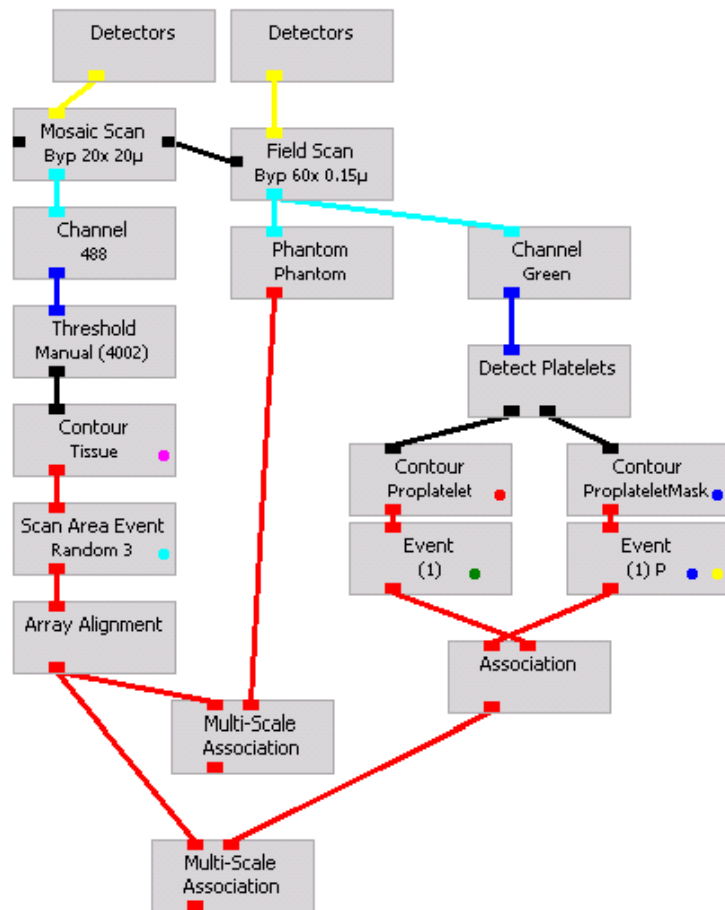 Detectors
Detectors
Mosaic Scan
Byp 20x 20µ
Field Scan
Byp 60x 0.15µ
Channel
488
Phantom
Phantom
Channel
Green
Threshold
Manual (4002)
Detect Platelets
Contour
Tissue
Contour
Proplatelet
Contour
ProplateletMask
Scan Area Event
Random 3
Event
(1)
Event
(1) P
Array Alignment
Association
Multi-Scale
Association
Multi-Scale
Association